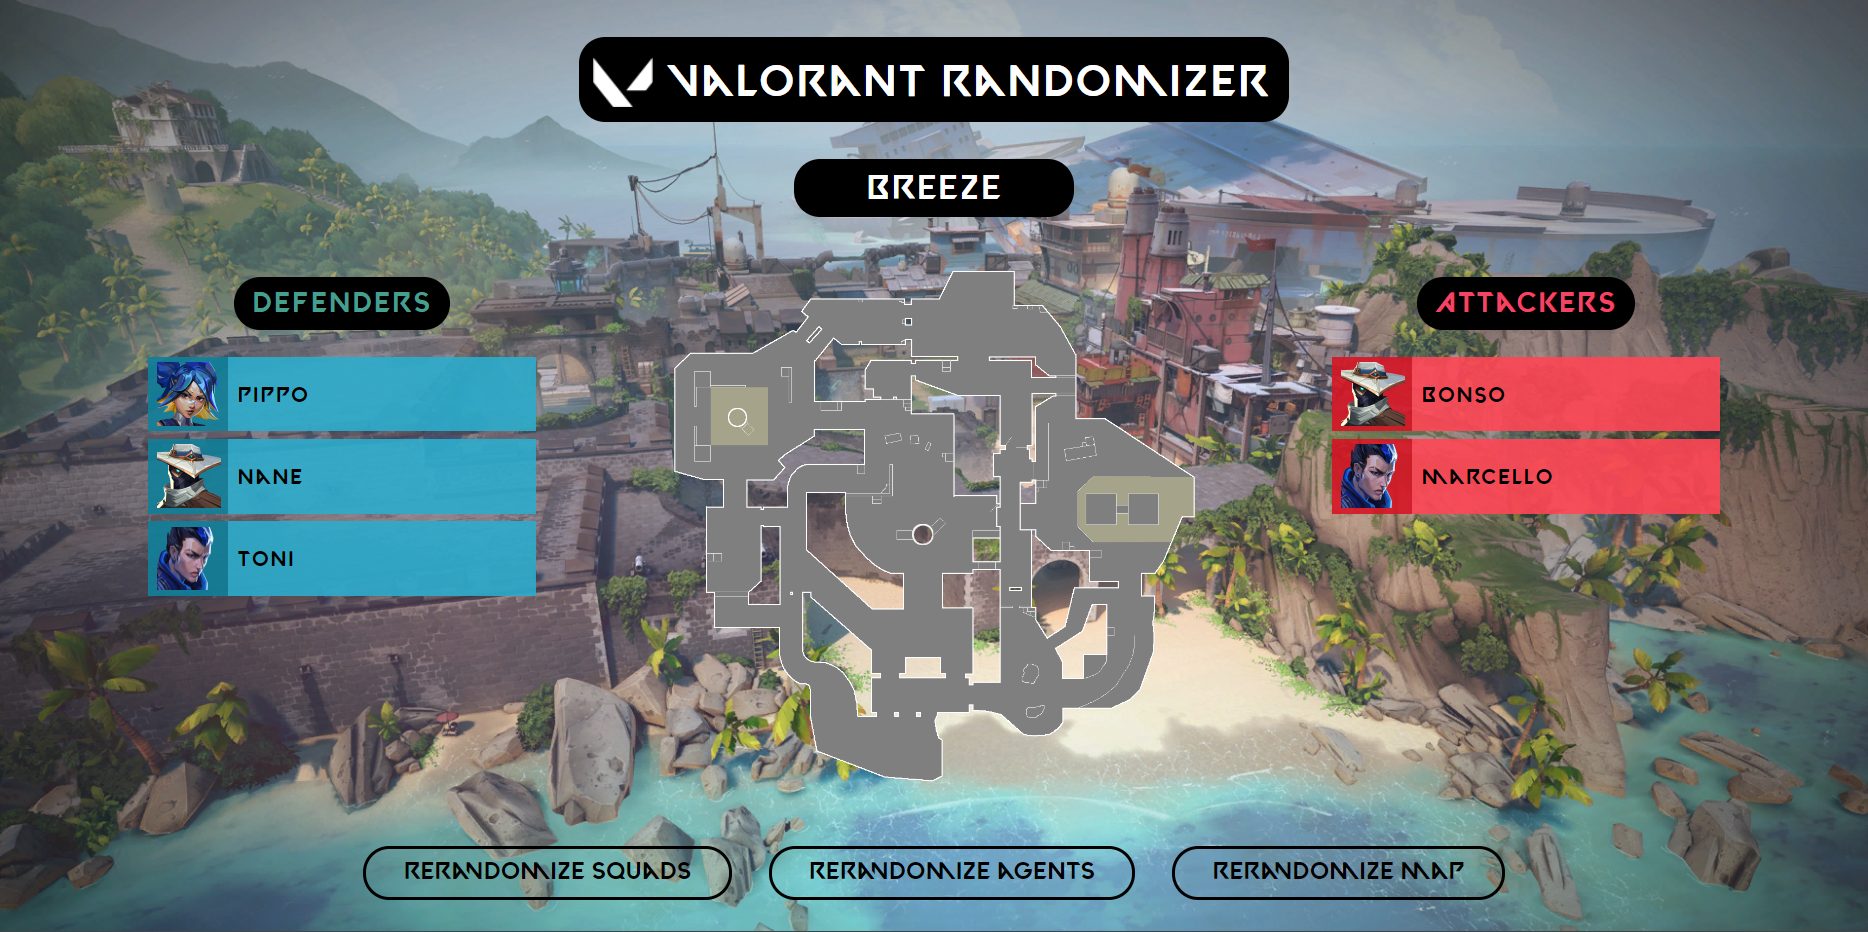 VALORANT RANDOMIZER
BREEZE
DEFENDERS
PIPPO
NANE
TONI
ATTACKERS
BONSO
MARCELLO
RERANDOMIZE SQUADS
RERANDOMIZE AGENTS
RERANDOMIZE MAP